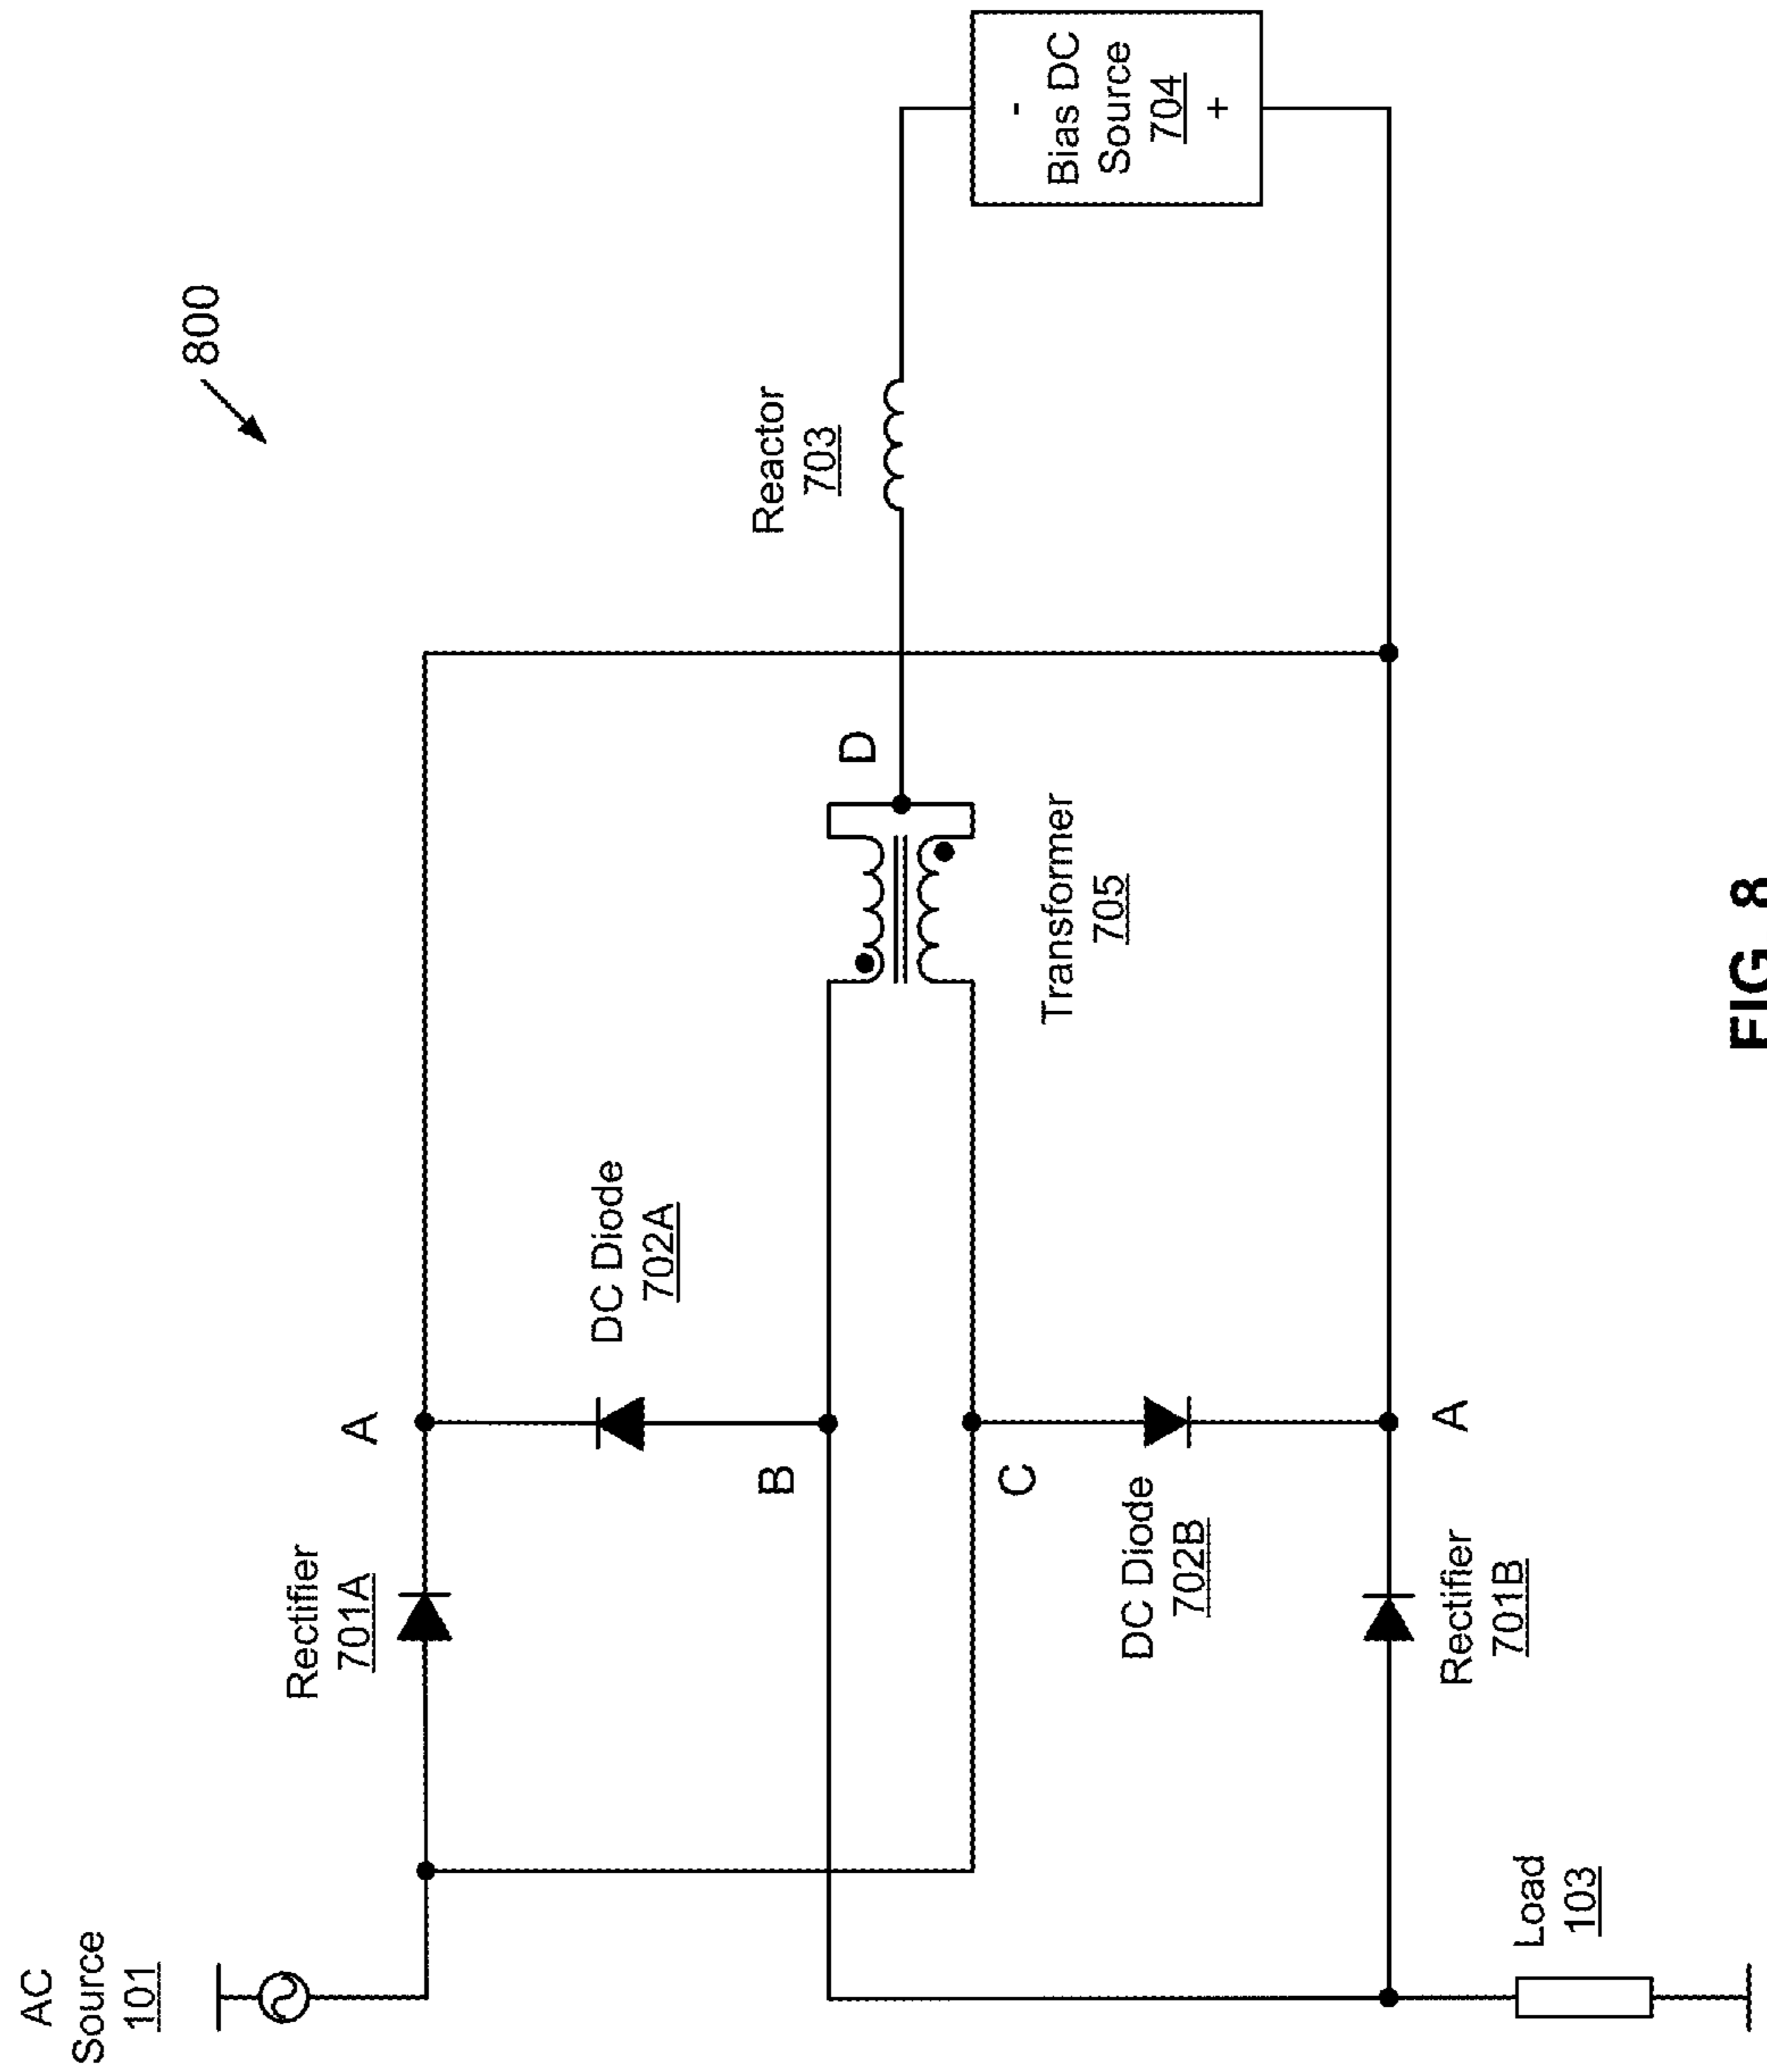 AC
Source
101
800
Rectifier
701A
A
DC Diode
702A
B
Reactor
703
D
C
Transformer
705
-
Bias DC
Source
704
+
DC Diode
702B
Rectifier
701B
A
Load
103
FIG. 8